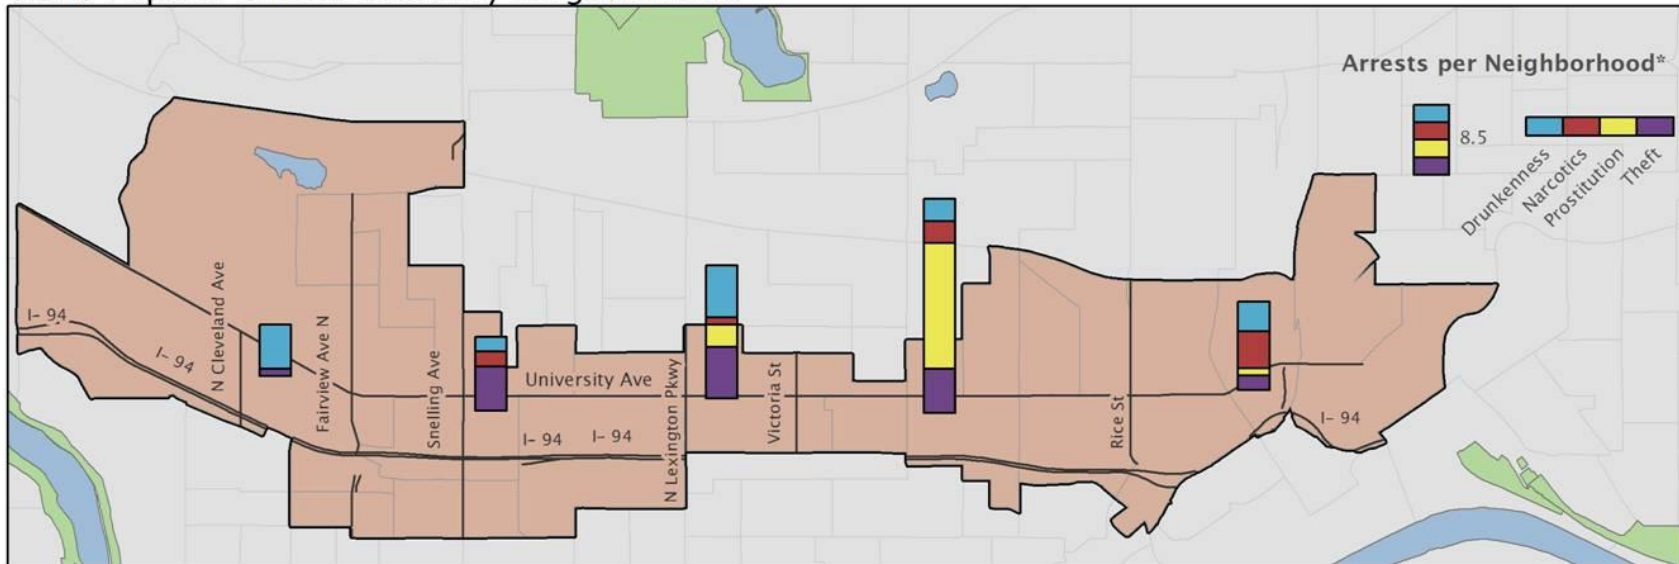 Arrests per Neighborhood*
8.5
Drunkenness
Narcotics
Prostitution
Theft
I- 94
I- 94
N Cleveland Ave
Fairview Ave N
Snelling Ave
University Ave
I- 94
I- 94
N Lexington Pkwy
Victoria St
Rice St
I- 94